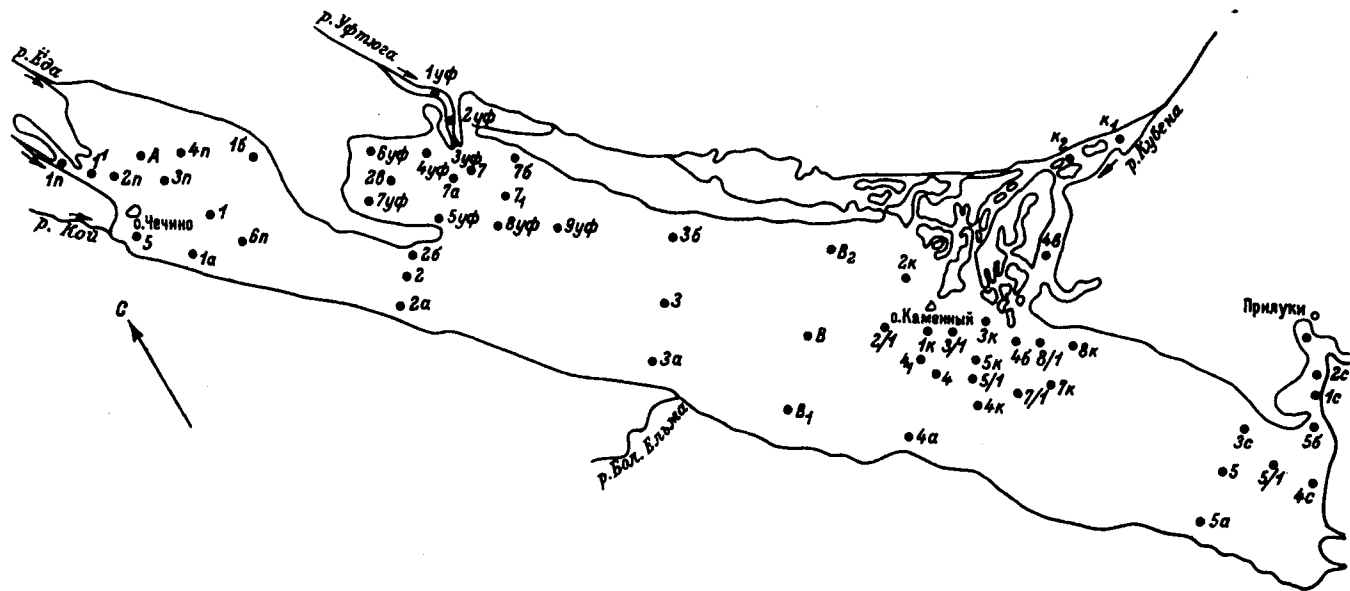 р. Уфтюга
р. Ёда
1уф
2уф
к₁
к₂
р. Кубена
1п
1¹
2п
А
4п
3п
1б
6уф
4уф
3уф
7
7б
2в
7а
7₁
7уф
5уф
8уф
9уф
о. Чечино
р. Кой
5
1
1а
6п
2б
2
2а
3б
В₂
2к
4в
С
3
о. Каменный
Прилуки
3а
В
2/1
1к
3/1
3к
4б
8/1
8к
4₁
4
5к
5/1
4к
7/1
7к
2с
1с
В₁
р. Бол. Ельма
4а
3с
5б
5
5/1
4с
5а